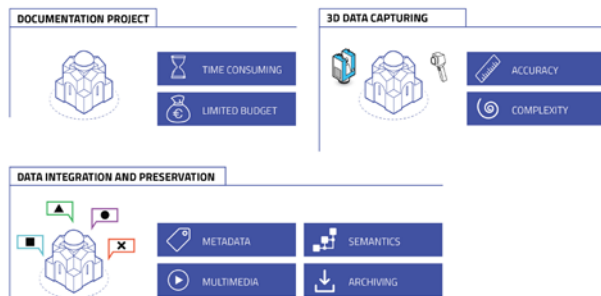 DOCUMENTATION PROJECT
TIME CONSUMING
LIMITED BUDGET
3D DATA CAPTURING
ACCURACY
COMPLEXITY
DATA INTEGRATION AND PRESERVATION
METADATA
SEMANTICS
MULTIMEDIA
ARCHIVING